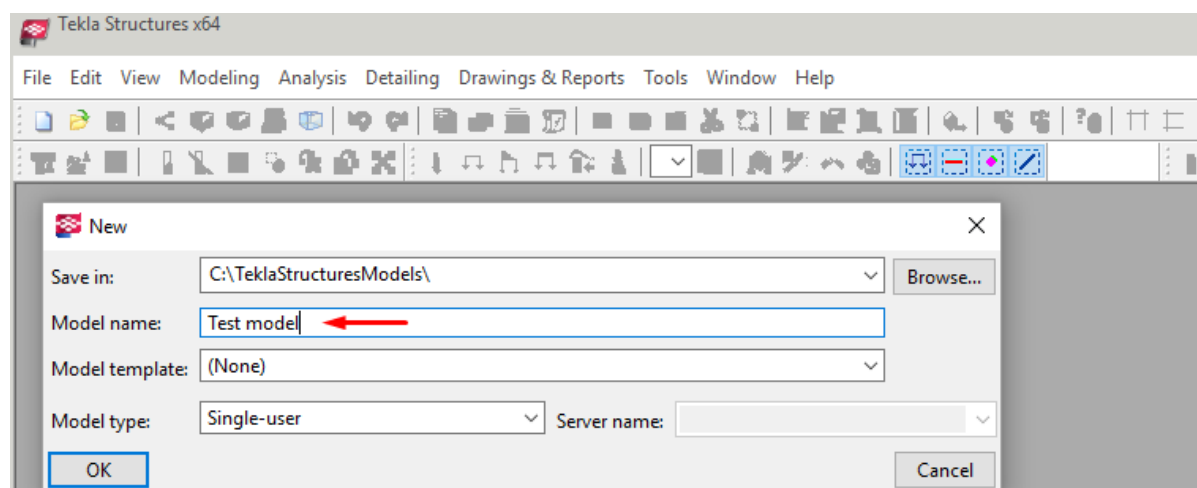 Tekla Structures x64
File Edit View Modeling Analysis Detailing Drawings & Reports Tools Window Help
New
Save in: C:\TeklaStructuresModels\ Browse...
Model name: Test model
Model template: (None)
Model type: Single-user Server name:
OK Cancel